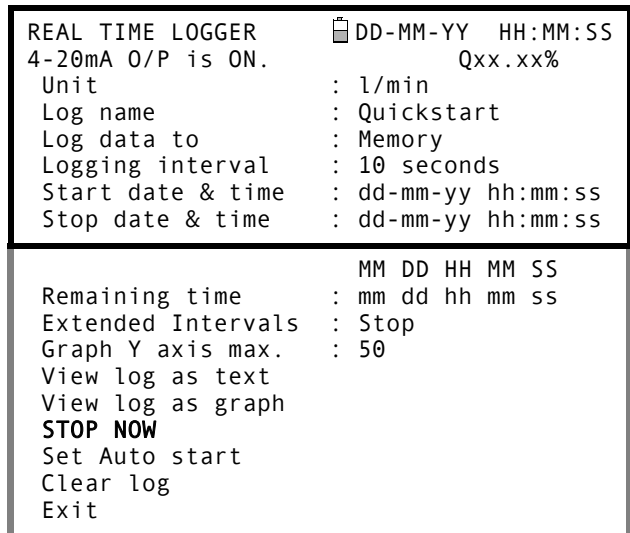 REAL TIME LOGGER DD-MM-YY HH:MM:SS
4-20mA O/P is ON. Qxx.xx%
Unit : l/min
Log name : Quickstart
Log data to : Memory
Logging interval : 10 seconds
Start date & time : dd-mm-yy hh:mm:ss
Stop date & time : dd-mm-yy hh:mm:ss
MM DD HH MM SS
Remaining time : mm dd hh mm ss
Extended Intervals : Stop
Graph Y axis max. : 50
View log as text
View log as graph
STOP NOW
Set Auto start
Clear log
Exit